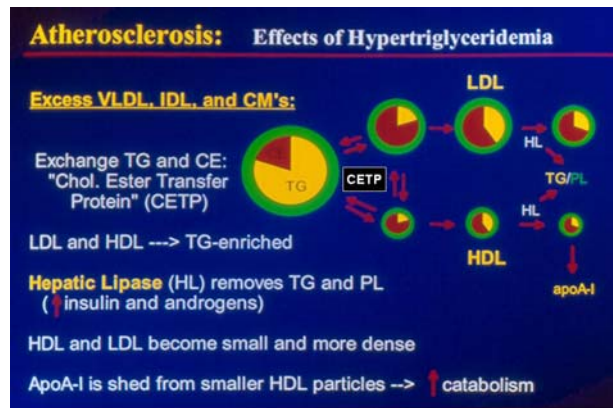 Atherosclerosis: Effects of Hypertriglyceridemia
Excess VLDL, IDL, and CM's:
Exchange TG and CE:
"Chol. Ester Transfer
Protein" (CETP)
LDL and HDL ---> TG-enriched
Hepatic Lipase (HL) removes TG and PL
(↑insulin and androgens)
HDL and LDL become small and more dense
ApoA-I is shed from smaller HDL particles --> ↑ catabolism
LDL
HL
TG
CETP
TG/PL
HL
HDL
apoA-I